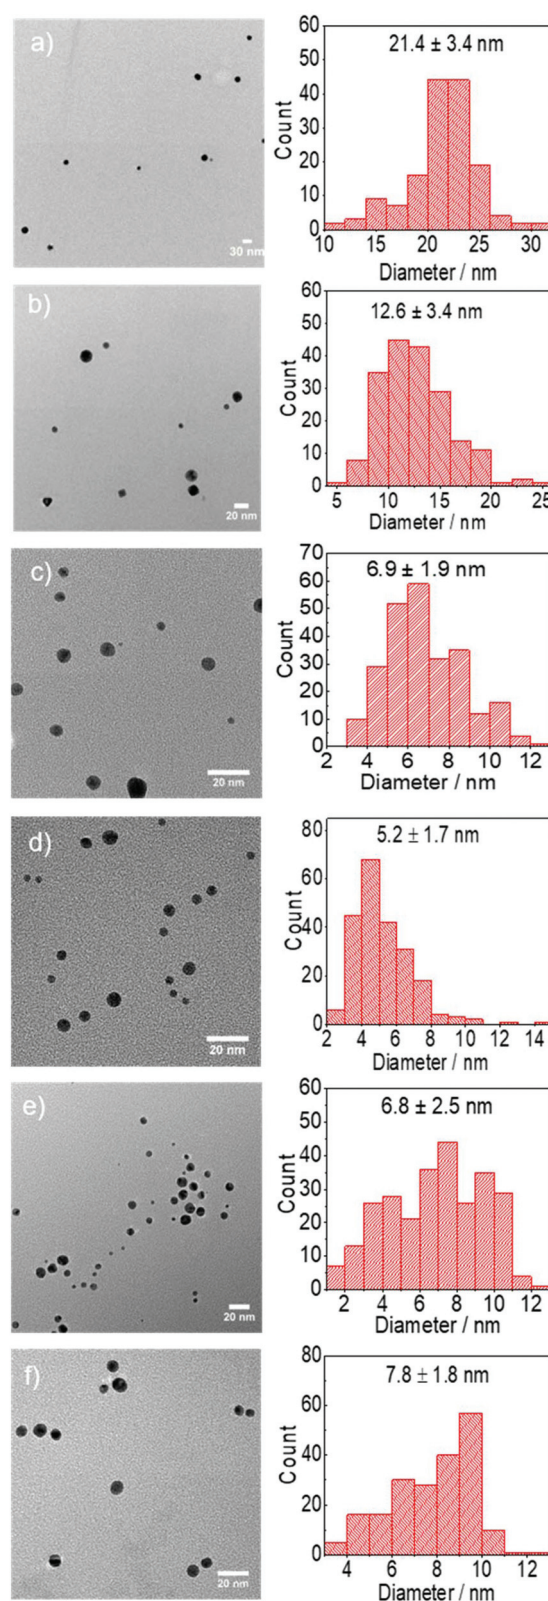 a)
30 nm
21.4 ± 3.4 nm
Count
60
50
40
30
20
10
0
10 15 20 25 30
Diameter / nm
b)
20 nm
12.6 ± 3.4 nm
Count
60
50
40
30
20
10
0
5 10 15 20 25
Diameter / nm
c)
20 nm
6.9 ± 1.9 nm
Count
70
60
50
40
30
20
10
0
2 4 6 8 10 12
Diameter / nm
d)
20 nm
5.2 ± 1.7 nm
Count
80
60
40
20
0
2 4 6 8 10 12 14
Diameter / nm
e)
20 nm
6.8 ± 2.5 nm
Count
60
50
40
30
20
10
0
2 4 6 8 10 12
Diameter / nm
f)
20 nm
7.8 ± 1.8 nm
Count
80
60
40
20
0
4 6 8 10 12
Diameter / nm